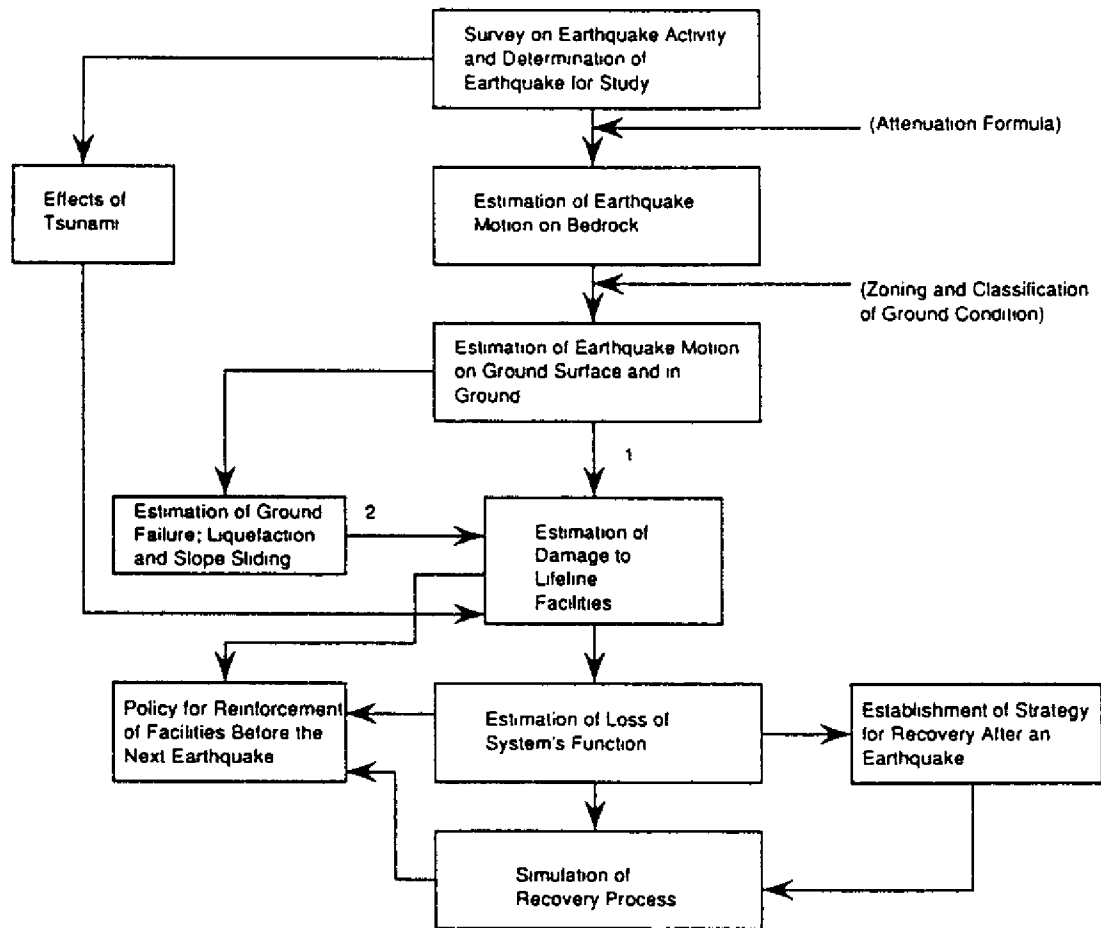 Survey on Earthquake Activity
and Determination of
Earthquake for Study
(Attenuation Formula)
Effects of
Tsunami
Estimation of Earthquake
Motion on Bedrock
(Zoning and Classification
of Ground Condition)
Estimation of Earthquake Motion
on Ground Surface and in
Ground
1
Estimation of Ground
Failure; Liquefaction
and Slope Sliding
2
Estimation of
Damage to
Lifeline
Facilities
Policy for Reinforcement
of Facilities Before the
Next Earthquake
Estimation of Loss of
System's Function
Establishment of Strategy
for Recovery After an
Earthquake
Simulation of
Recovery Process